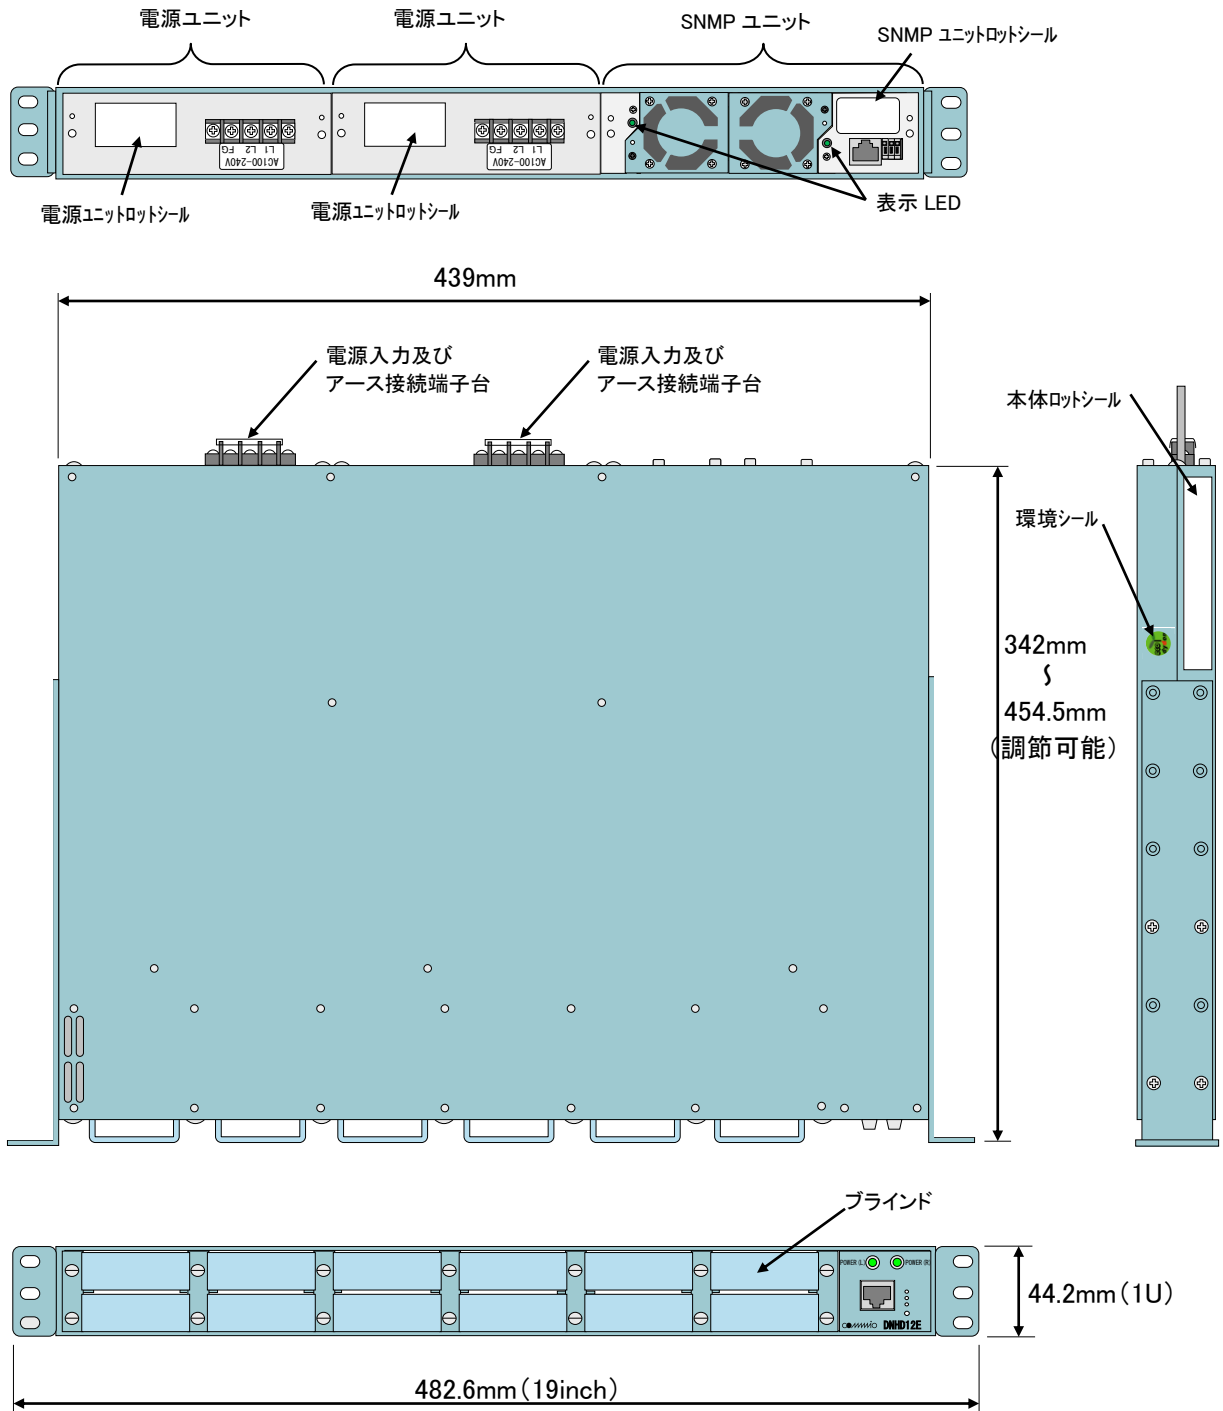 電源ユニット
電源ユニット
SNMP ユニット
SNMP ユニットロットシール
L1 L2 FG
AC100-240V
L1 L2 FG
AC100-240V
電源ユニットロットシール
電源ユニットロットシール
表示 LED
439mm
電源入力及び
アース接続端子台
電源入力及び
アース接続端子台
本体ロットシール
環境シール
342mm
〜
454.5mm
（調節可能）
ブラインド
POWER(L)
POWER(R)
DNHD12E
44.2mm（1U）
482.6mm（19inch）